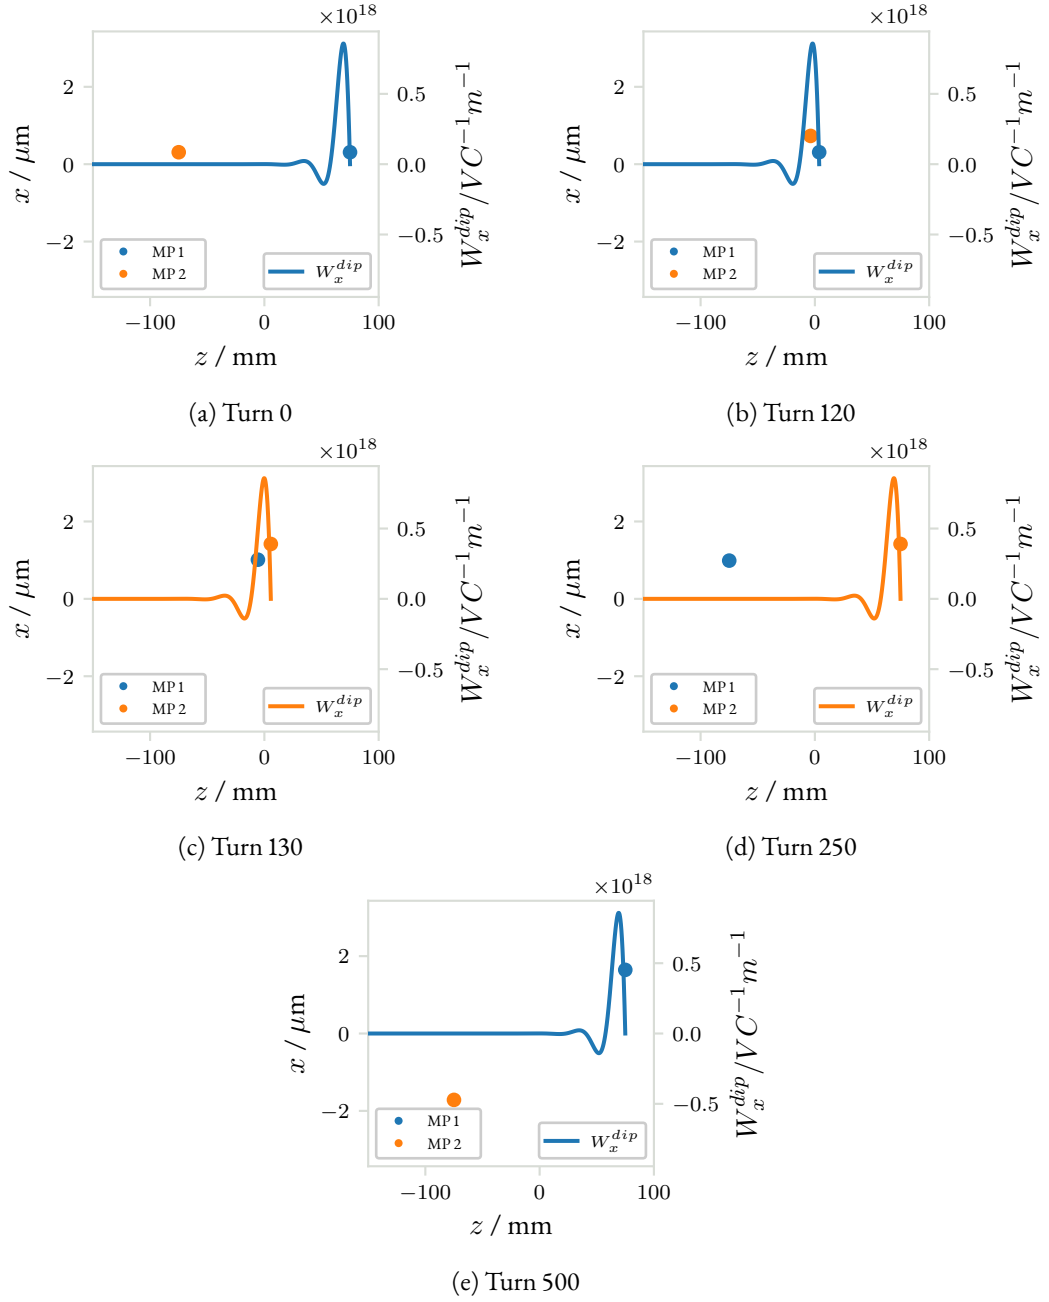 ×10^18
2
0
−2
x / μm
0.5
0.0
−0.5
W_x^dip/VC^−1m^−1
MP 1
MP 2
W_x^dip
−100 0 100
z / mm
(a) Turn 0
×10^18
2
0
−2
x / μm
0.5
0.0
−0.5
W_x^dip/VC^−1m^−1
MP 1
MP 2
W_x^dip
−100 0 100
z / mm
(b) Turn 120
×10^18
2
0
−2
x / μm
0.5
0.0
−0.5
W_x^dip/VC^−1m^−1
MP 1
MP 2
W_x^dip
−100 0 100
z / mm
(c) Turn 130
×10^18
2
0
−2
x / μm
0.5
0.0
−0.5
W_x^dip/VC^−1m^−1
MP 1
MP 2
W_x^dip
−100 0 100
z / mm
(d) Turn 250
×10^18
2
0
−2
x / μm
0.5
0.0
−0.5
W_x^dip/VC^−1m^−1
MP 1
MP 2
W_x^dip
−100 0 100
z / mm
(e) Turn 500